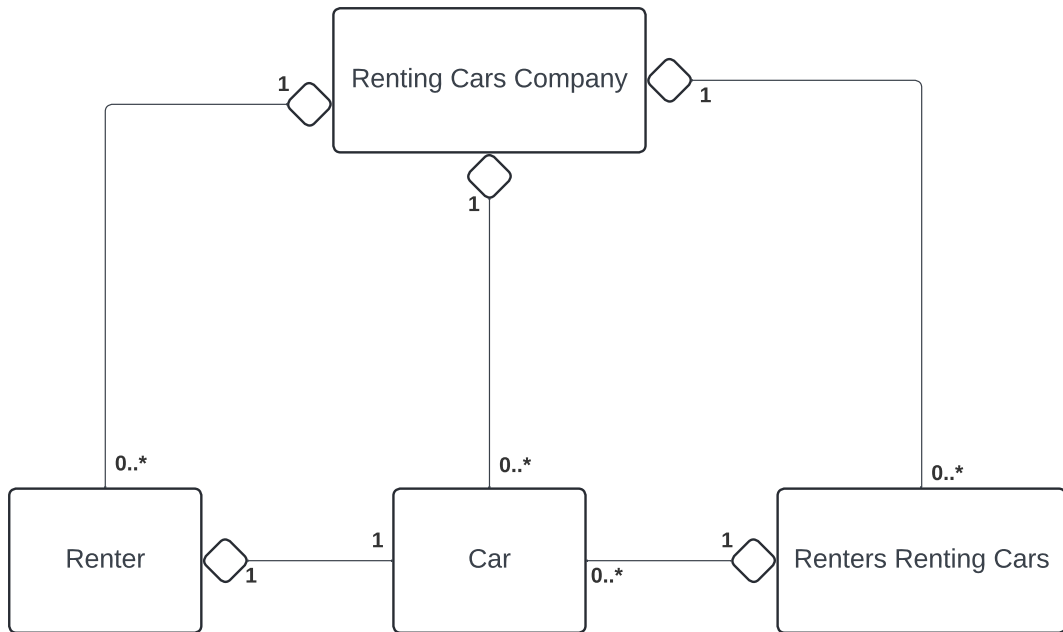 Renting Cars Company
1
1
1
0..*
0..*
0..*
Renter
1
1
Car
0..*
1
Renters Renting Cars